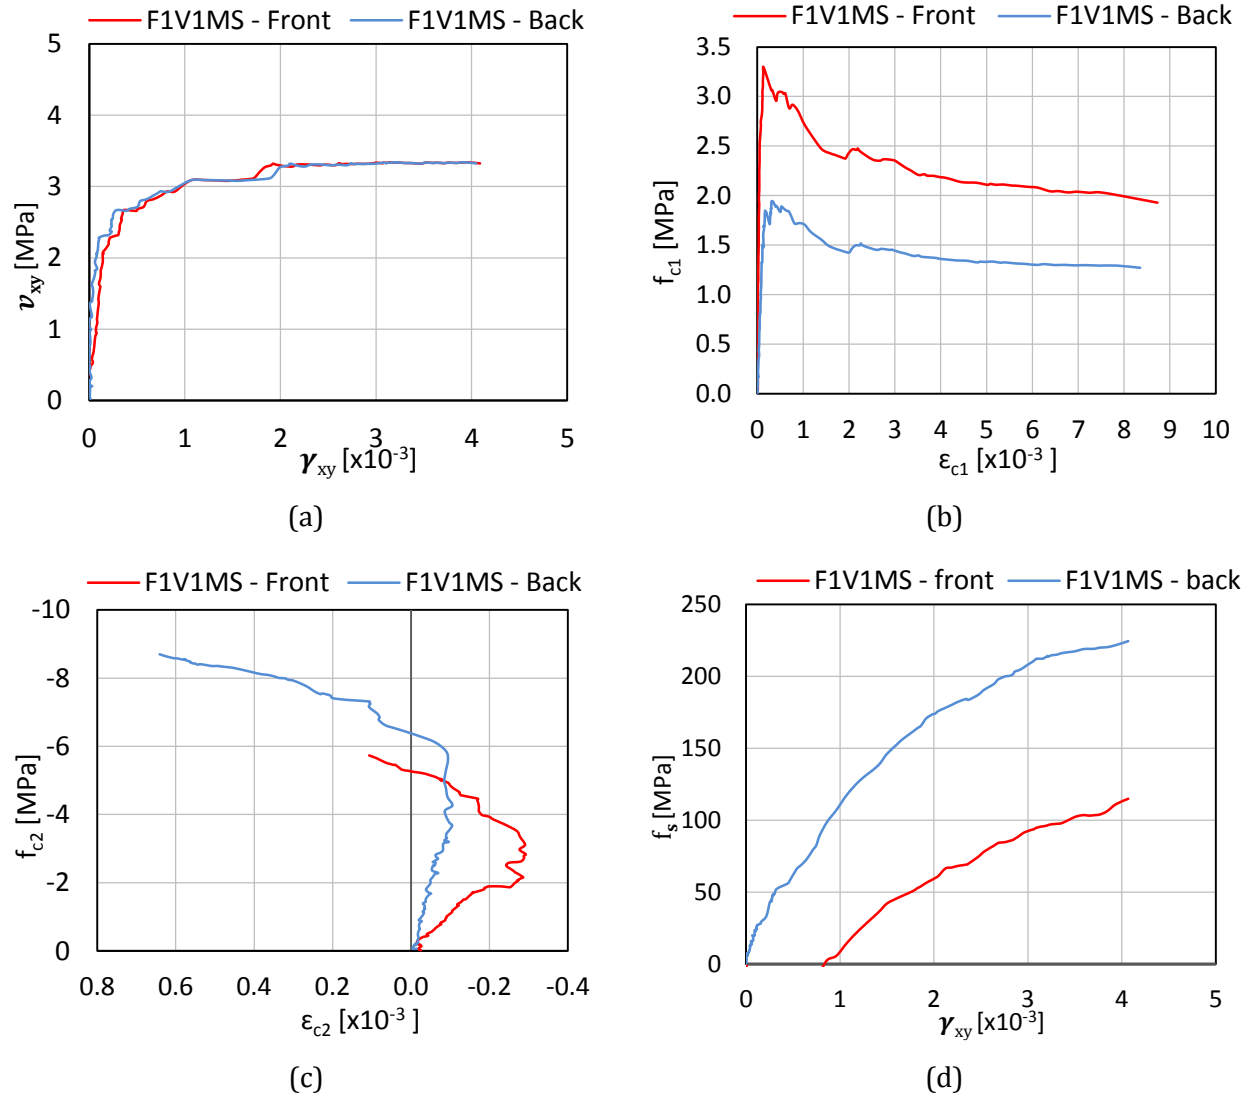 F1V1MS - Front F1V1MS - Back
5
4
3
2
1
0
v_xy [MPa]
0 1 2 3 4 5
γ_xy [x10^-3]
(a)
F1V1MS - Front F1V1MS - Back
3.5
3.0
2.5
2.0
1.5
1.0
0.5
0.0
f_c1 [MPa]
0 1 2 3 4 5 6 7 8 9 10
ε_c1 [x10^-3]
(b)
F1V1MS - Front F1V1MS - Back
-10
-8
-6
-4
-2
0
f_c2 [MPa]
0.8 0.6 0.4 0.2 0.0 -0.2 -0.4
ε_c2 [x10^-3]
(c)
F1V1MS - front F1V1MS - back
250
200
150
100
50
0
f_s [MPa]
0 1 2 3 4 5
γ_xy [x10^-3]
(d)